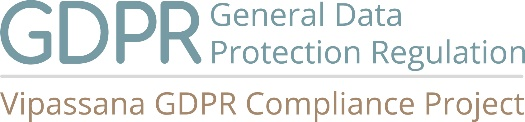 GDPR General Data
Protection Regulation
Vipassana GDPR Compliance Project